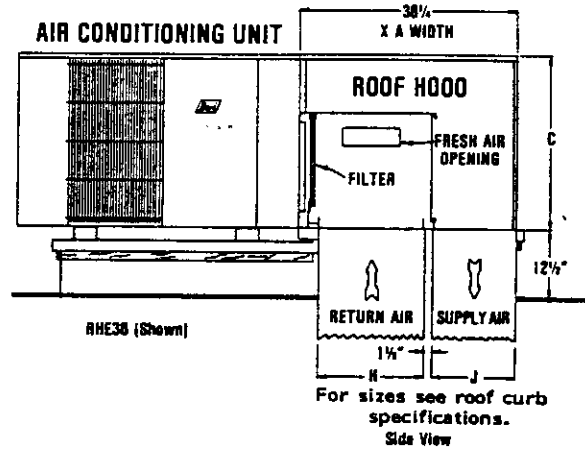 38¼
AIR CONDITIONING UNIT
X A WIDTH
ROOF HOOD
C
FRESH AIR
OPENING
FILTER
12½"
RETURN AIR
SUPPLY AIR
RHE36 (Shown)
1½"
H
J
For sizes see roof curb
specifications.
Side View